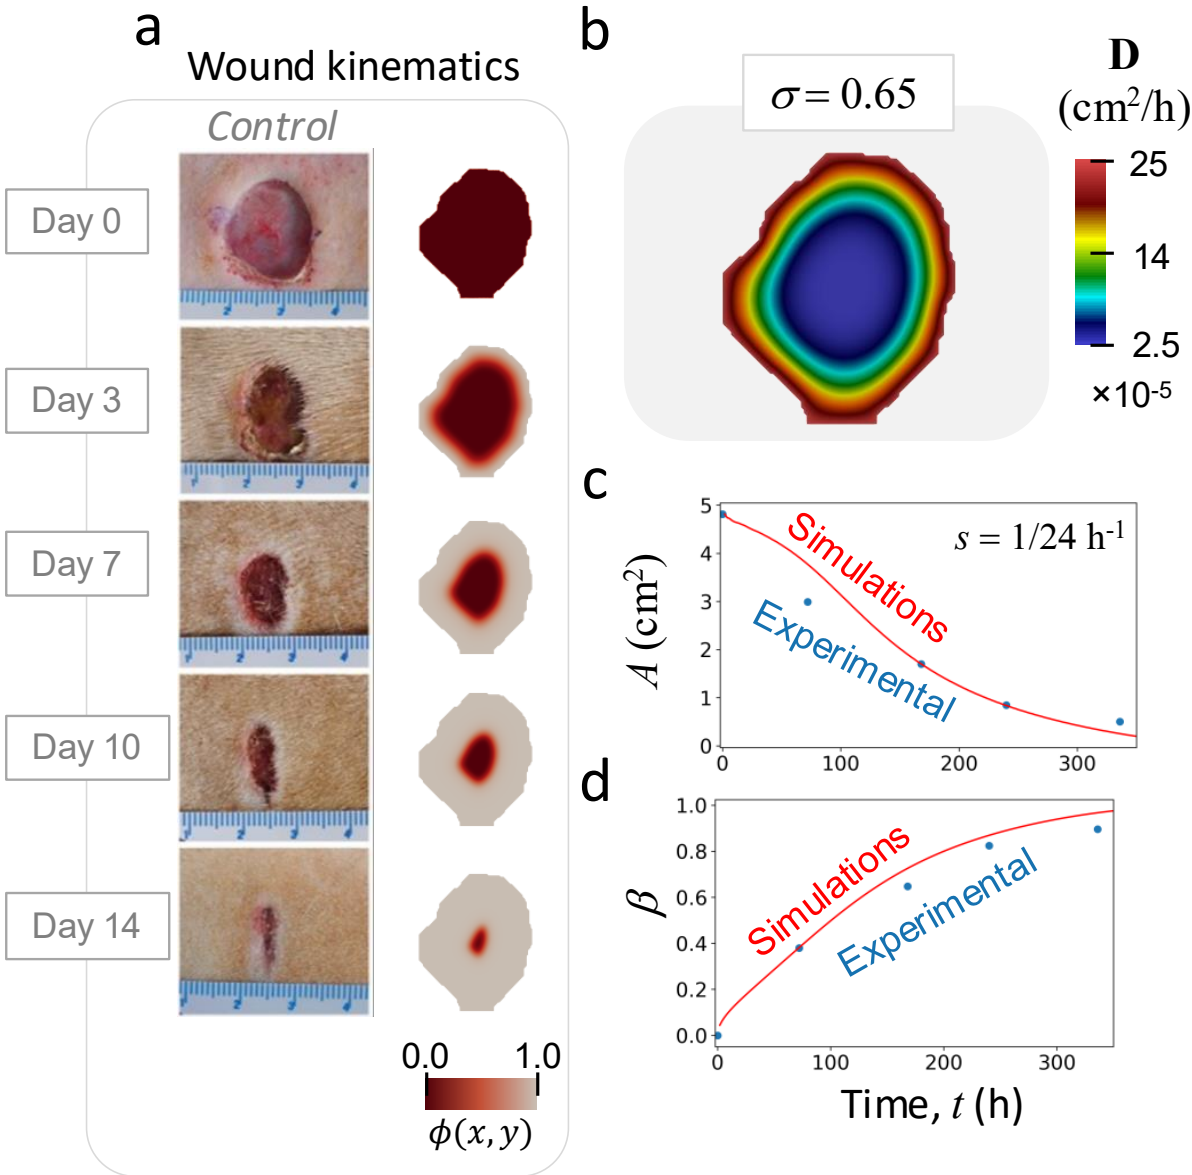 a
Wound kinematics
Control
Day 0
Day 3
Day 7
Day 10
Day 14
0.0 1.0
ϕ(x, y)
b
σ = 0.65
D
(cm²/h)
25
14
2.5
×10⁻⁵
c
5
4
3
2
1
0
A (cm²)
s = 1/24 h⁻¹
Simulations
Experimental
0 100 200 300
d
1.0
0.8
0.6
0.4
0.2
0.0
β
Simulations
Experimental
0 100 200 300
Time, t (h)